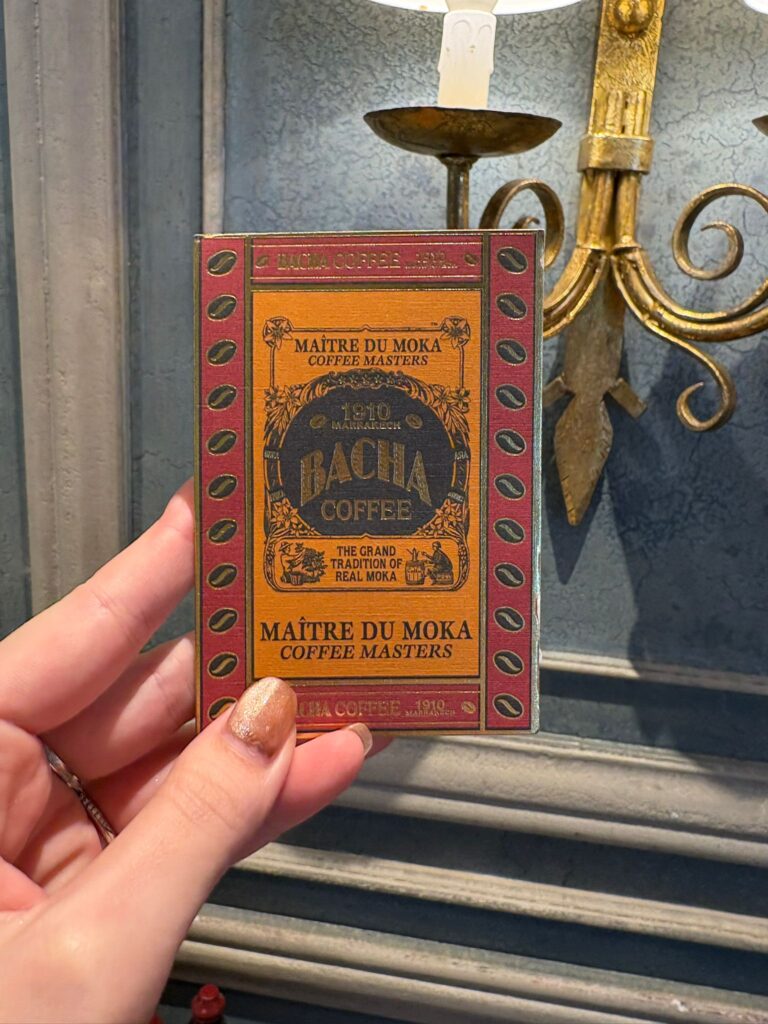 BACHA COFFEE 1910
MAÎTRE DU MOKA
COFFEE MASTERS
1910
MARRAKECH
BACHA
COFFEE
THE GRAND
TRADITION OF
REAL MOKA
MAÎTRE DU MOKA
COFFEE MASTERS
COFFEE 1910
MARRAKECH